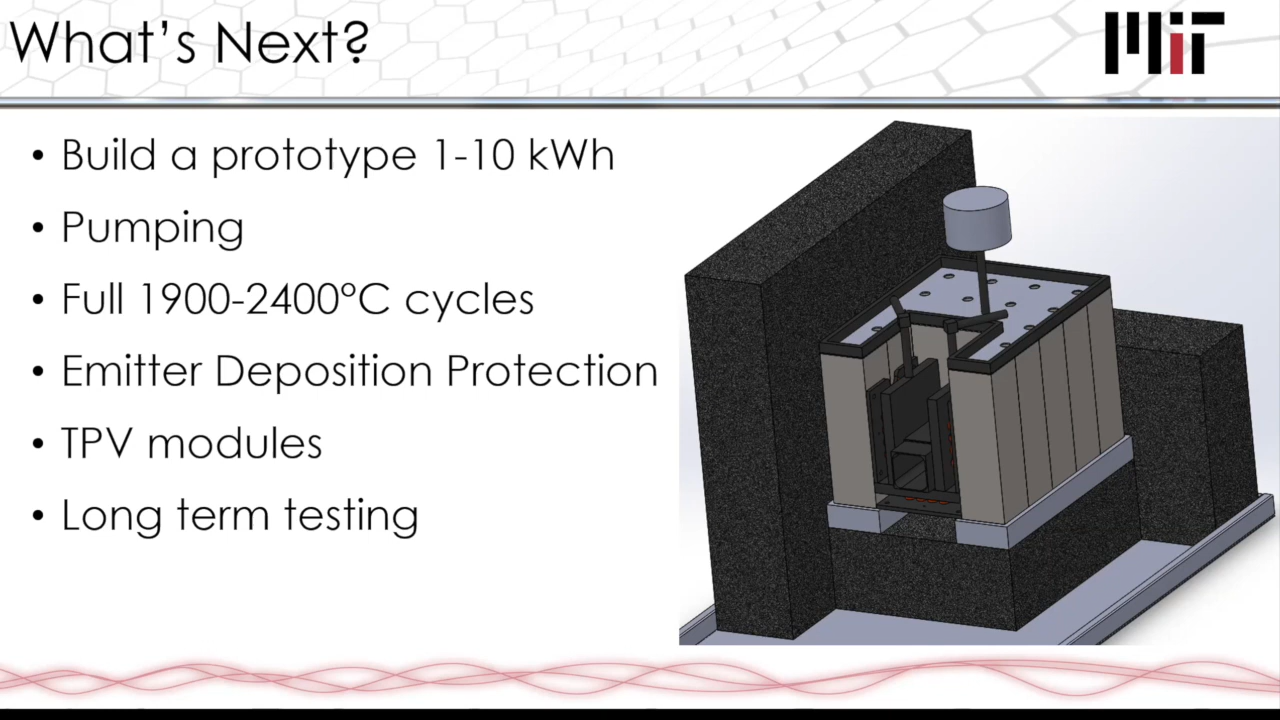 What's Next?
MIT
• Build a prototype 1-10 kWh
• Pumping
• Full 1900-2400°C cycles
• Emitter Deposition Protection
• TPV modules
• Long term testing